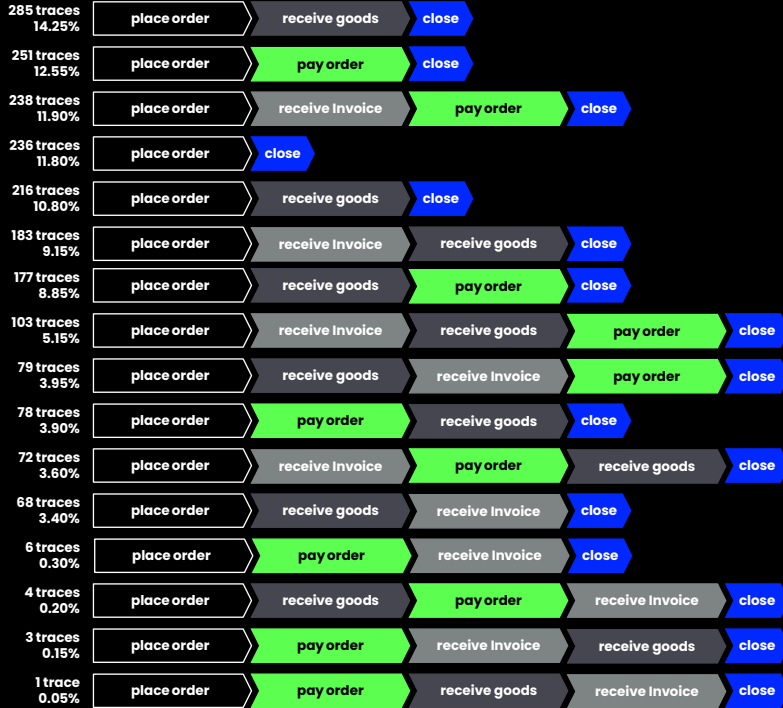 285 traces
14.25%
place order receive goods close
251 traces
12.55%
place order pay order close
238 traces
11.90%
place order receive Invoice pay order close
236 traces
11.80%
place order close
216 traces
10.80%
place order receive goods close
183 traces
9.15%
place order receive Invoice receive goods close
177 traces
8.85%
place order receive goods pay order close
103 traces
5.15%
place order receive Invoice receive goods pay order close
79 traces
3.95%
place order receive goods receive Invoice pay order close
78 traces
3.90%
place order pay order receive goods close
72 traces
3.60%
place order receive Invoice pay order receive goods close
68 traces
3.40%
place order receive goods receive Invoice close
6 traces
0.30%
place order pay order receive Invoice close
4 traces
0.20%
place order receive goods pay order receive Invoice close
3 traces
0.15%
place order pay order receive Invoice receive goods close
1 trace
0.05%
place order pay order receive goods receive Invoice close